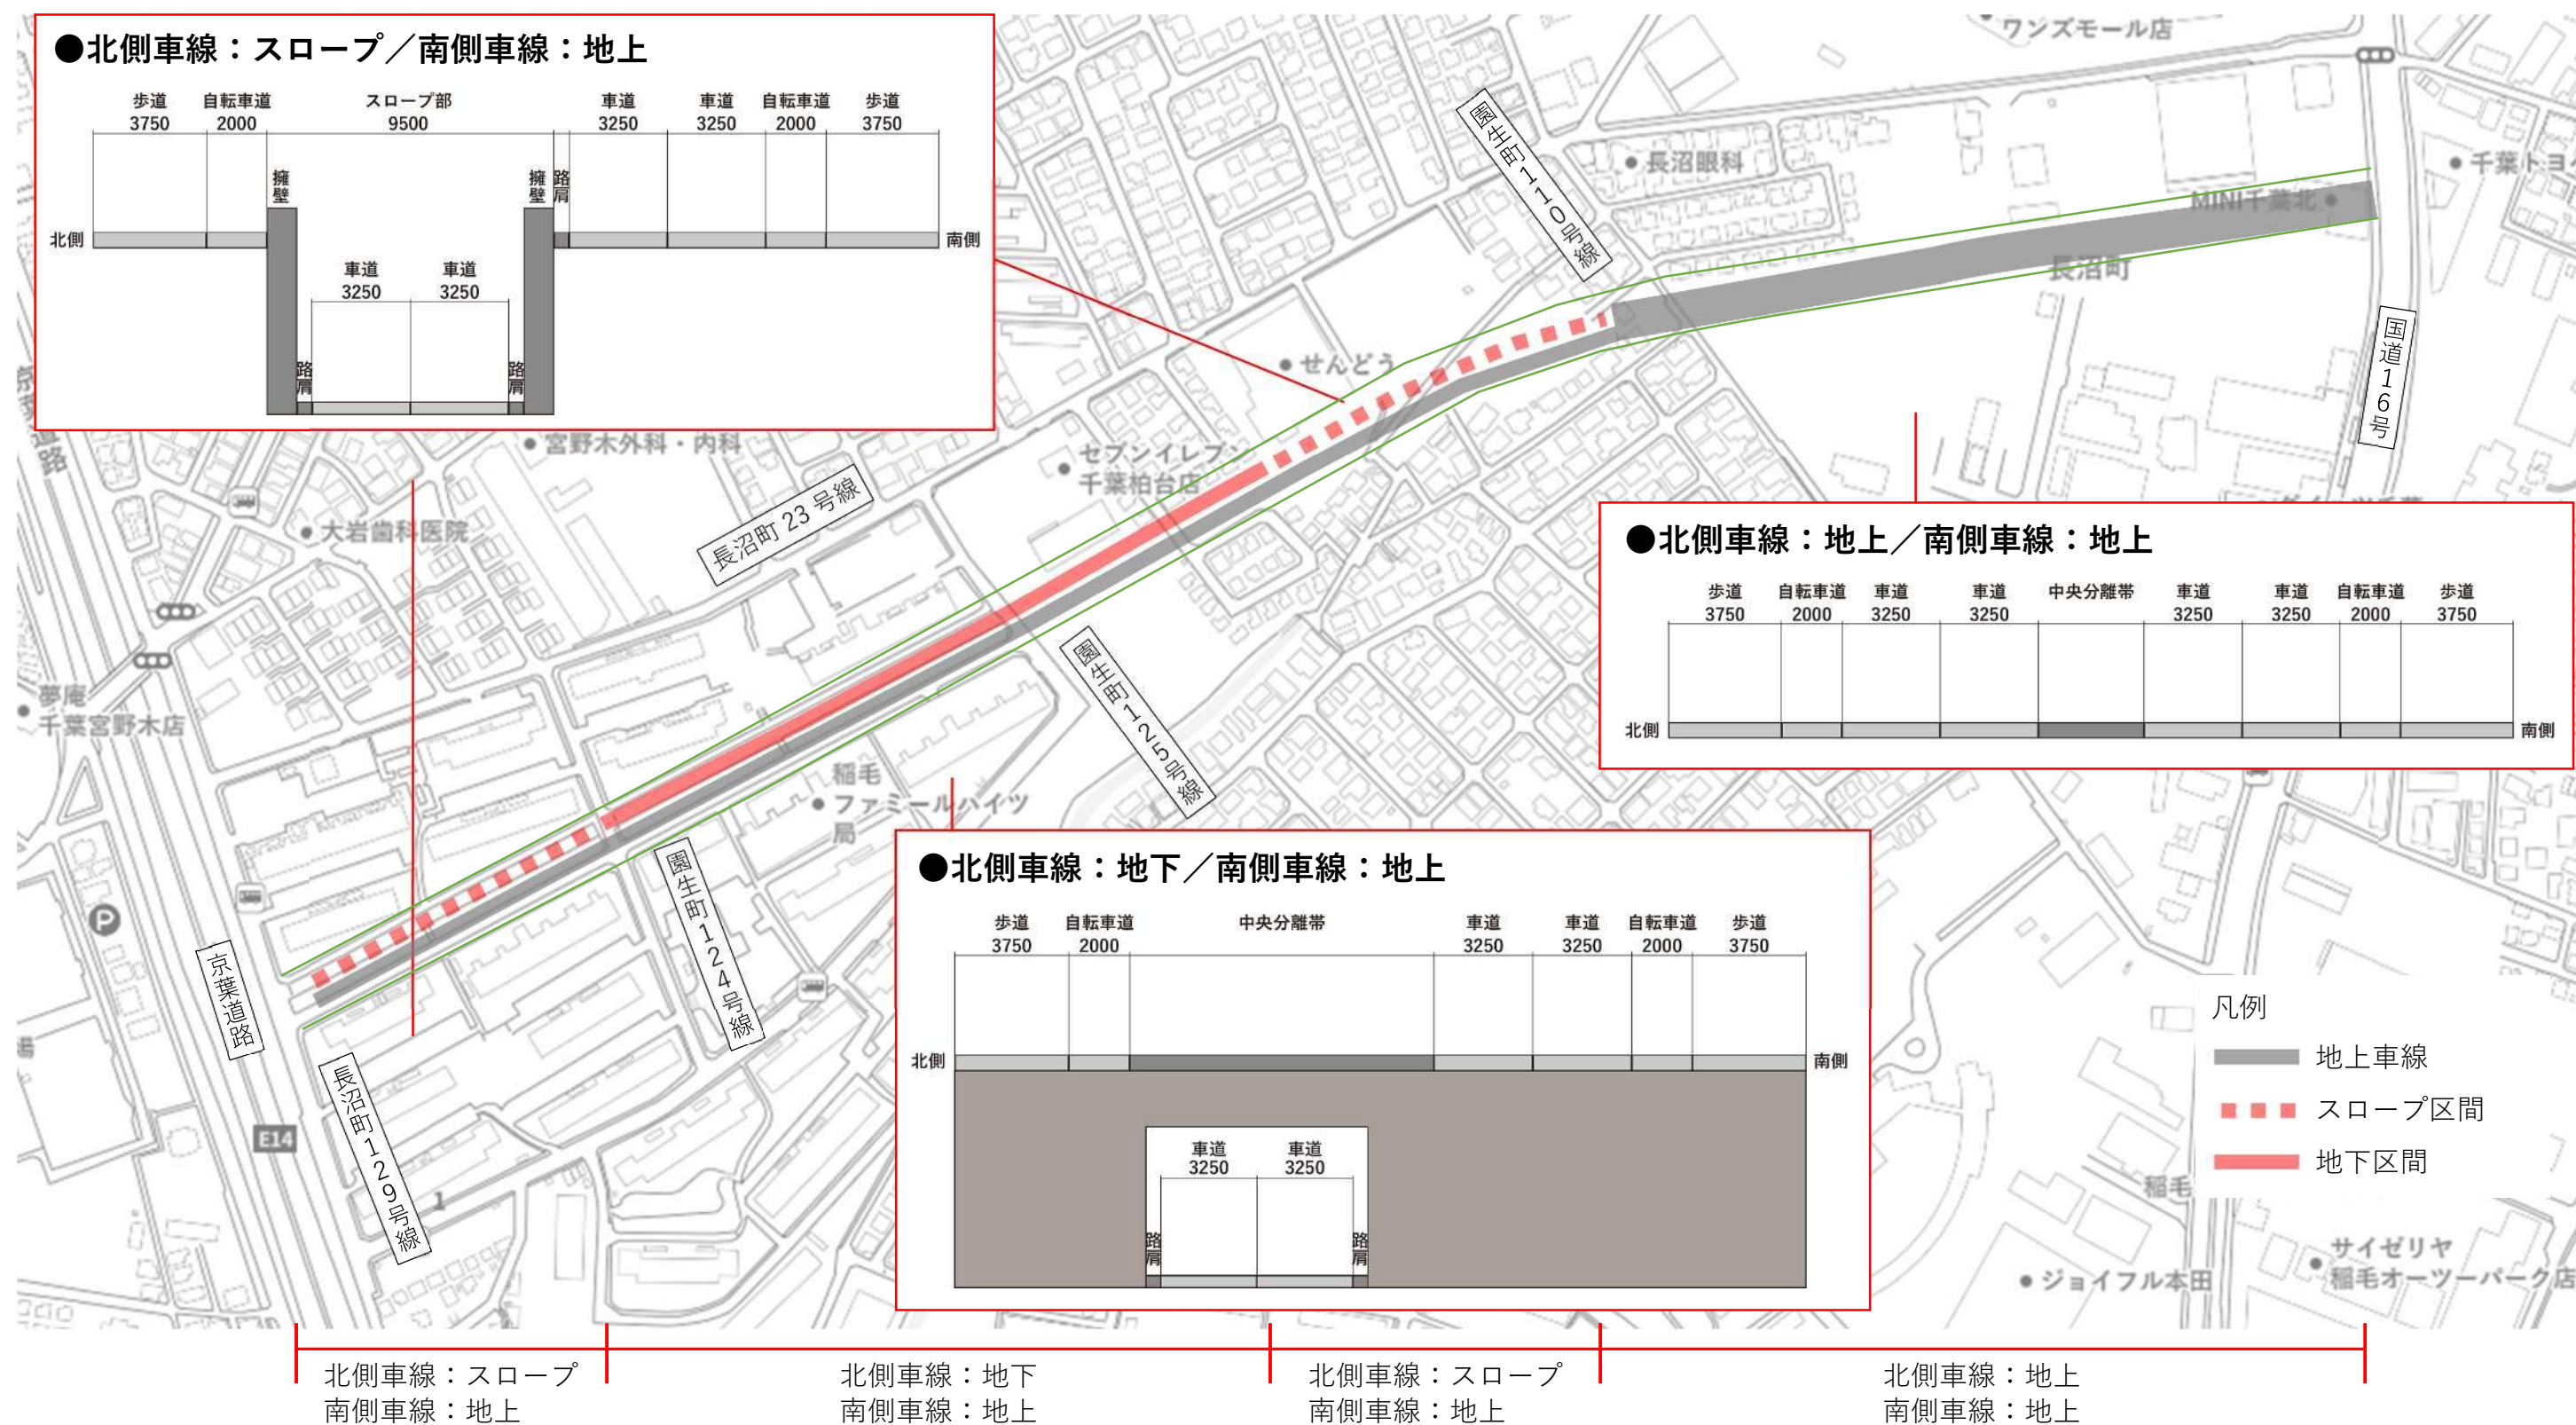 ●北側車線：スロープ／南側車線：地上
歩道 自転車道 スロープ部 車道 車道 自転車道 歩道
3750 2000 9500 3250 3250 2000 3750
擁壁 擁壁 路肩
北側 南側
車道 車道
3250 3250
路肩 路肩
ワンズモール店
園生町110号線
長沼眼科
千葉トヨ
MINI千葉北
長沼町
国道16号
せんどう
宮野木外科・内科
セブンイレブン
千葉柏台店
長沼町23号線
大岩歯科医院
道路
●北側車線：地上／南側車線：地上
歩道 自転車道 車道 車道 中央分離帯 車道 車道 自転車道 歩道
3750 2000 3250 3250 3250 3250 2000 3750
北側 南側
夢庵
千葉宮野木店
園生町125号線
稲毛
ファミールハイツ
局
園生町124号線
京葉道路
長沼町129号線
P
E14
1
●北側車線：地下／南側車線：地上
歩道 自転車道 中央分離帯 車道 車道 自転車道 歩道
3750 2000 3250 3250 2000 3750
北側 南側
車道 車道
3250 3250
路肩 路肩
凡例
地上車線
スロープ区間
地下区間
稲毛
サイゼリヤ
稲毛オーツーパーク店
ジョイフル本田
北側車線：スロープ
南側車線：地上
北側車線：地下
南側車線：地上
北側車線：スロープ
南側車線：地上
北側車線：地上
南側車線：地上